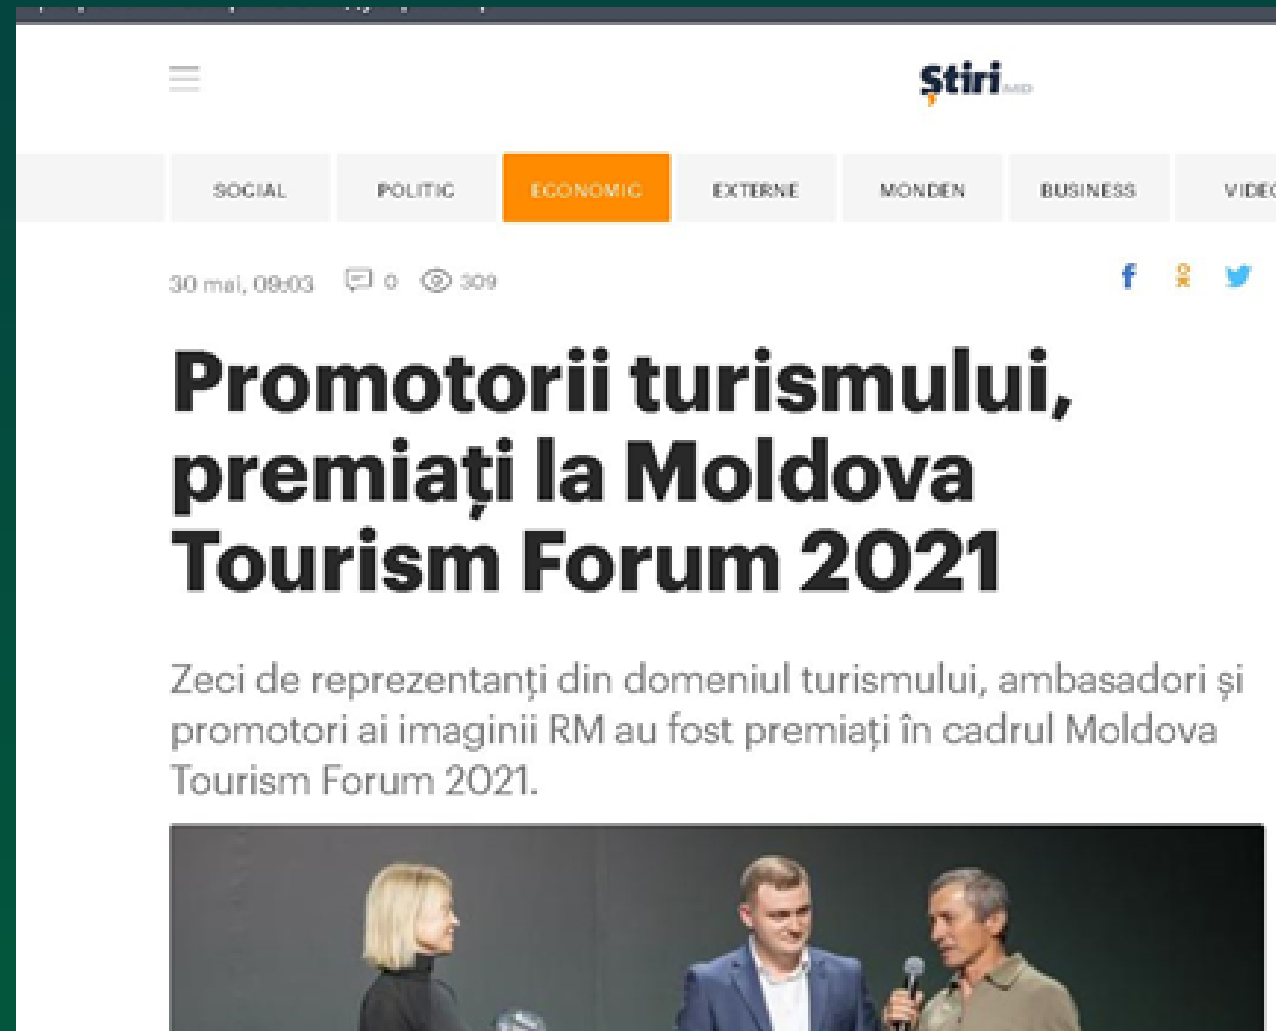 Știri.MD
SOCIAL POLITIC ECONOMIC EXTERNE MONDEN BUSINESS VIDEO
30 mai, 09:03 0 309
Promotorii turismului,
premiați la Moldova
Tourism Forum 2021
Zeci de reprezentanți din domeniul turismului, ambasadori și
promotori ai imaginii RM au fost premiați în cadrul Moldova
Tourism Forum 2021.